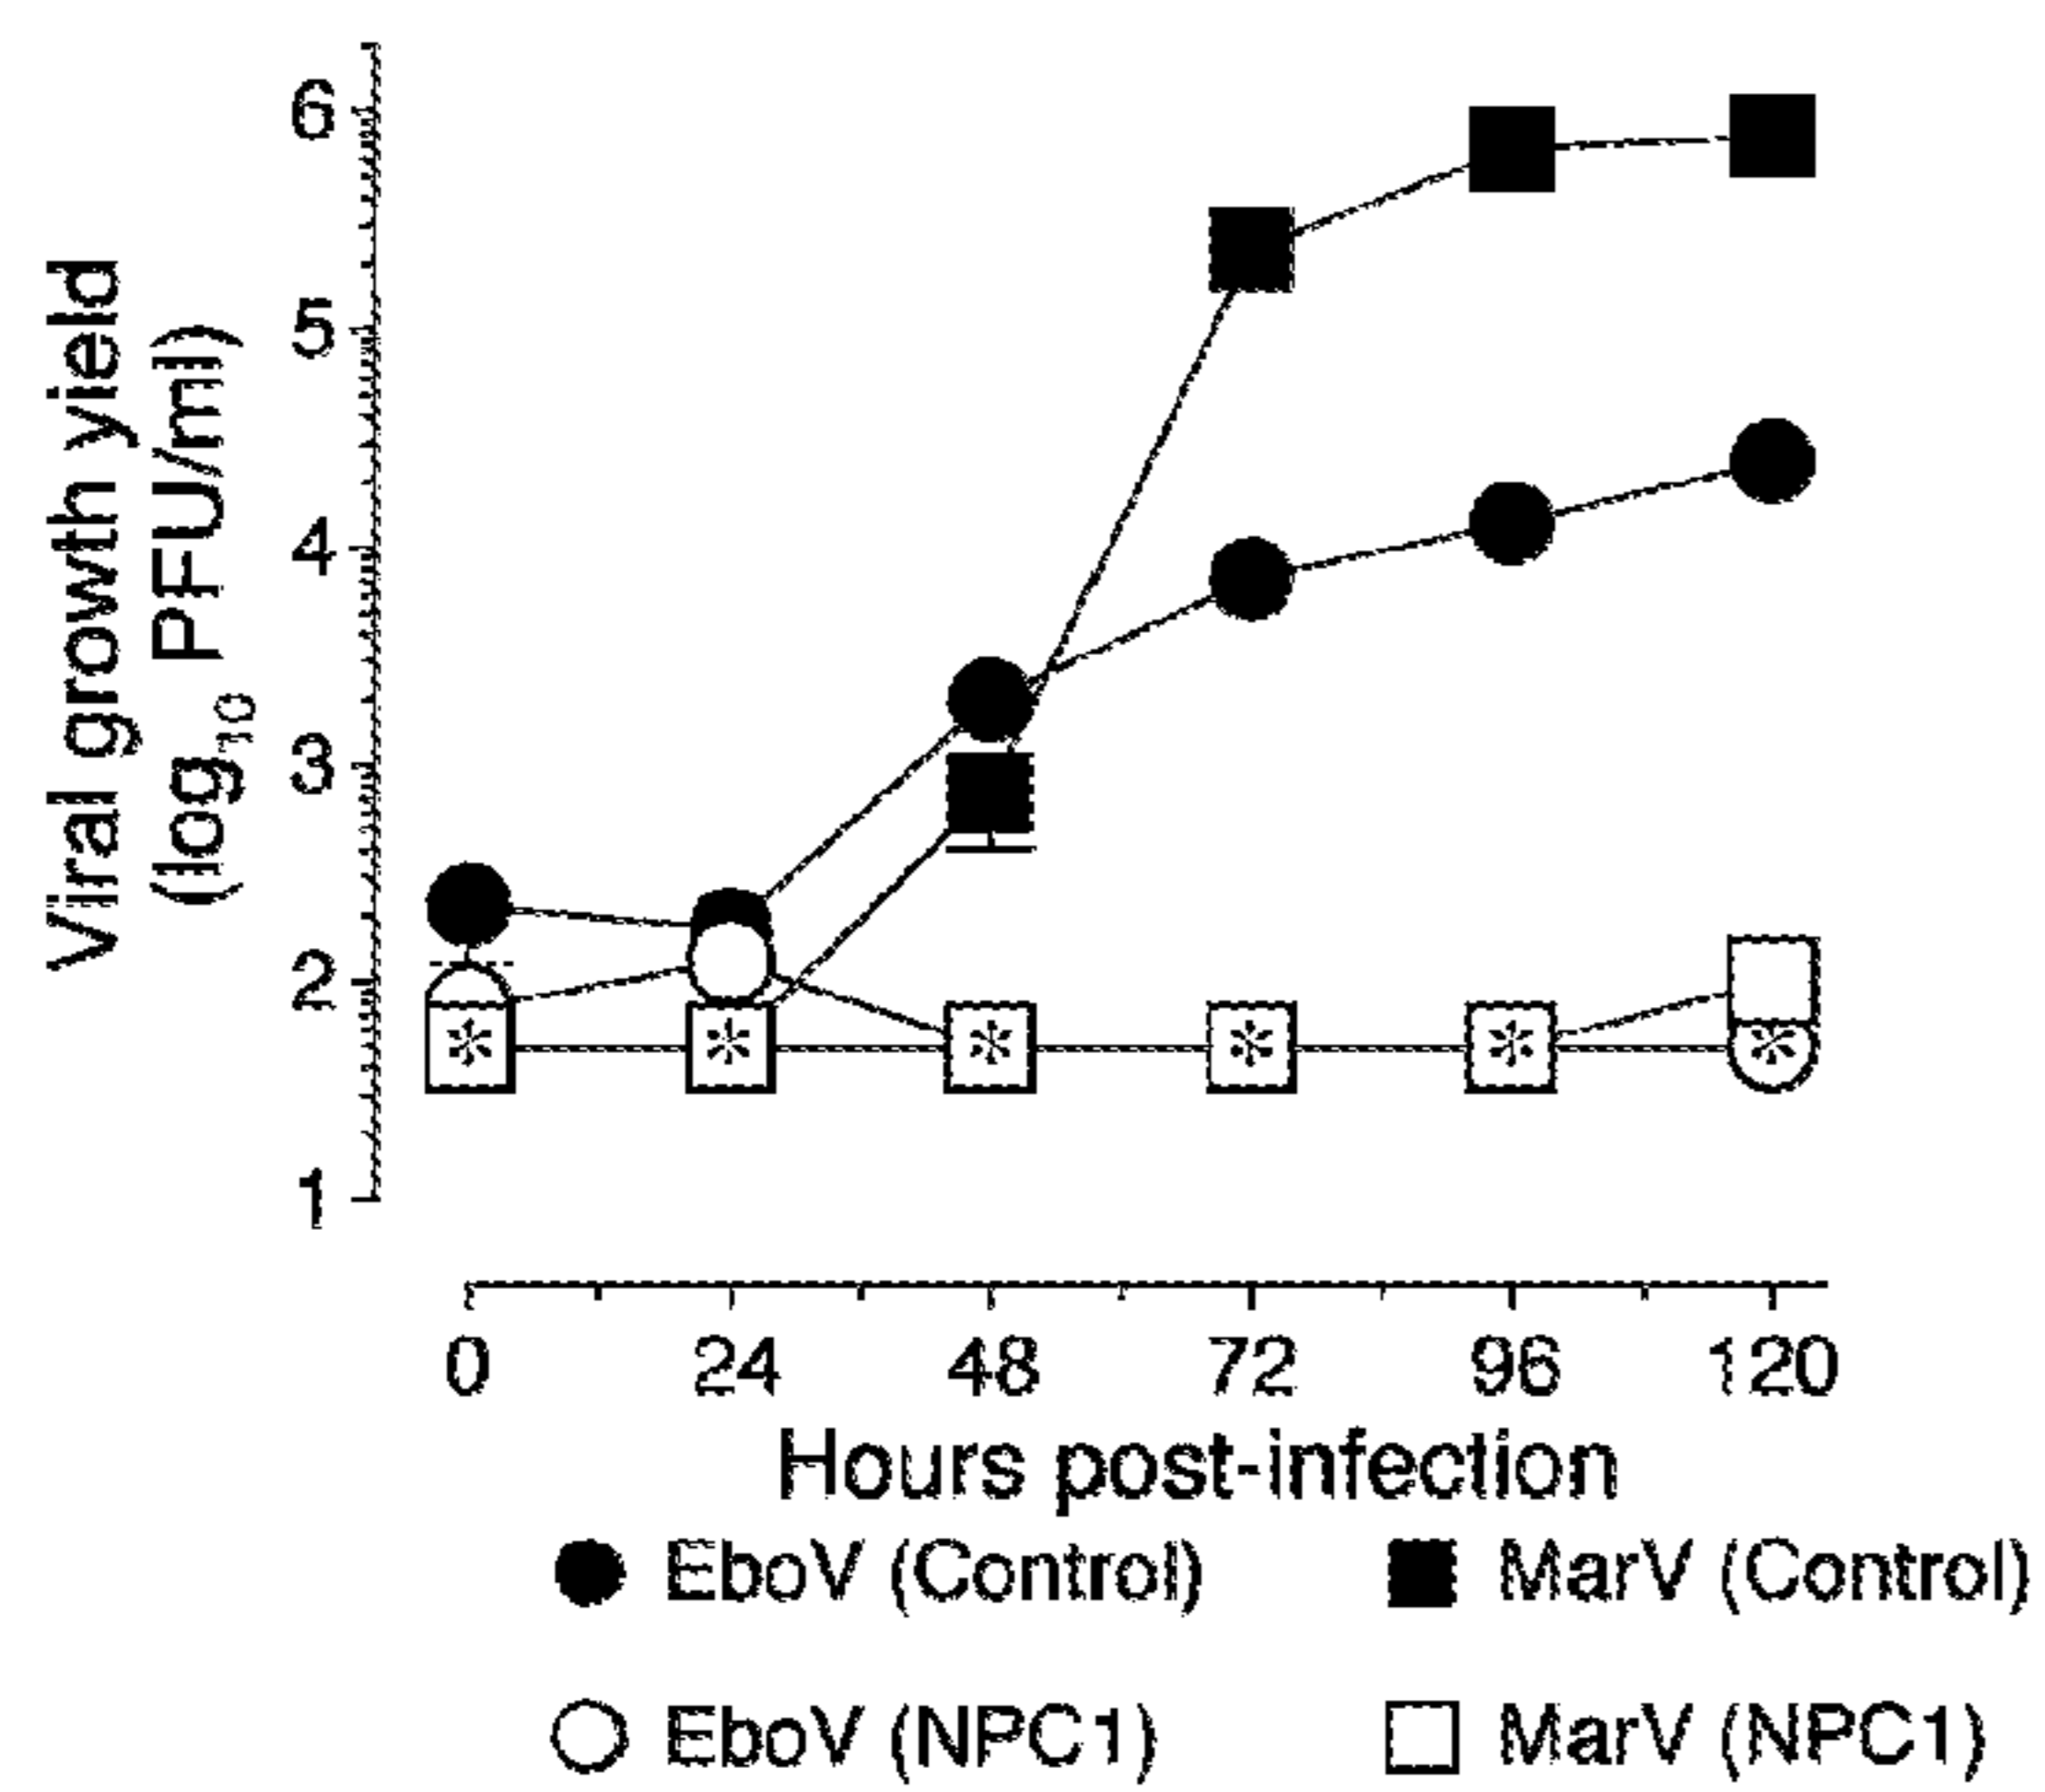 Viral growth yield
(log10 PFU/ml)
6
5
4
3
2
1
* * * * * *
0 24 48 72 96 120
Hours post-infection
EboV (Control) MarV (Control)
EboV (NPC1) MarV (NPC1)